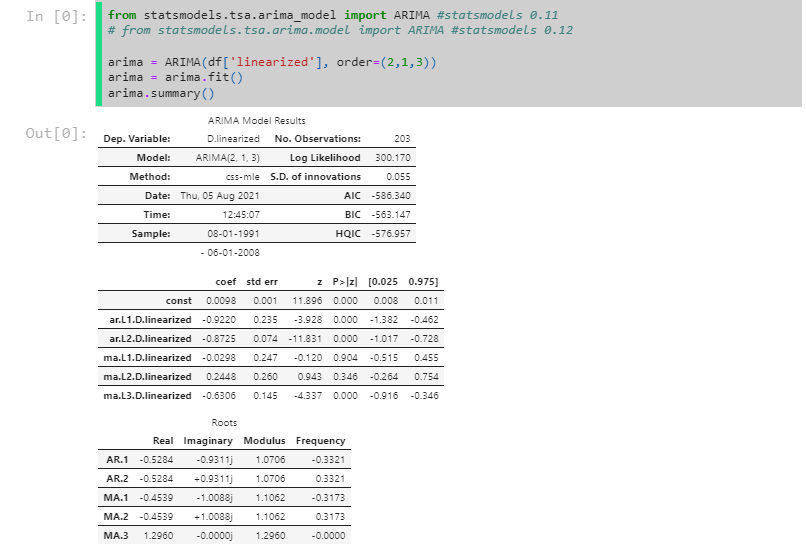 In [0]: from statsmodels.tsa.arima_model import ARIMA #statsmodels 0.11
# from statsmodels.tsa.arima.model import ARIMA #statsmodels 0.12
arima = ARIMA(df['linearized'], order=(2,1,3))
arima = arima.fit()
arima.summary()
ARIMA Model Results
Out[0]: Dep. Variable: D.linearized No. Observations: 203
Model: ARIMA(2, 1, 3) Log Likelihood 300.170
Method: css-mle S.D. of innovations 0.055
Date: Thu, 05 Aug 2021 AIC -586.340
Time: 12:45:07 BIC -563.147
Sample: 08-01-1991 HQIC -576.957
- 06-01-2008
coef std err z P>|z| [0.025 0.975]
const 0.0098 0.001 11.896 0.000 0.008 0.011
ar.L1.D.linearized -0.9220 0.235 -3.928 0.000 -1.382 -0.462
ar.L2.D.linearized -0.8725 0.074 -11.831 0.000 -1.017 -0.728
ma.L1.D.linearized -0.0298 0.247 -0.120 0.904 -0.515 0.455
ma.L2.D.linearized 0.2448 0.260 0.943 0.346 -0.264 0.754
ma.L3.D.linearized -0.6306 0.145 -4.337 0.000 -0.916 -0.346
Roots
Real Imaginary Modulus Frequency
AR.1 -0.5284 -0.9311j 1.0706 -0.3321
AR.2 -0.5284 +0.9311j 1.0706 0.3321
MA.1 -0.4539 -1.0088j 1.1062 -0.3173
MA.2 -0.4539 +1.0088j 1.1062 0.3173
MA.3 1.2960 -0.0000j 1.2960 -0.0000